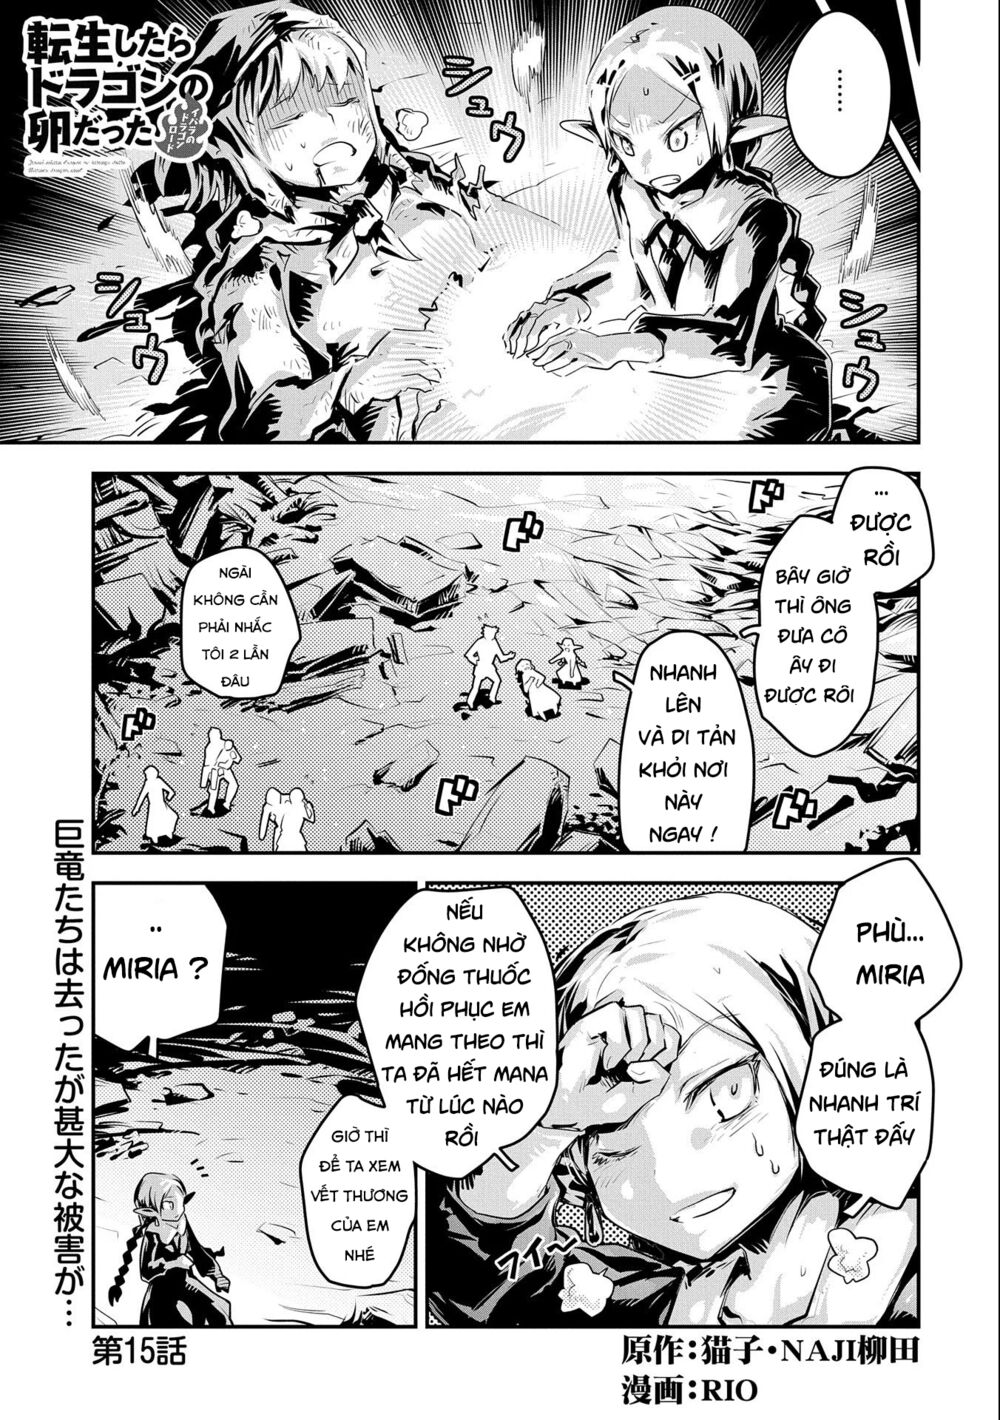 転生したら
ドラゴンの
卵だった
イバラの
ドラゴン
ロード
……
シュウ
シュウ
シュウ
...
ĐƯỢC
RỒI
BÂY GIỜ
THÌ ÔNG
ĐƯA CÔ
ÂY ĐI
ĐƯỢC RÔI
NHANH
LÊN
VÀ DI TẢN
KHỎI NƠI
NÀY
NGAY !
NGÀI
KHÔNG CẦN
PHẢI NHẮC
TÔI 2 LẦN
ĐÂU
ドド
ドド
ドド
ドド
PHÙ...
MIRIA
ĐÚNG LÀ
NHANH TRÍ
THẬT ĐẤY
NẾU
KHÔNG NHỜ
ĐỐNG THUỐC
HỒI PHỤC EM
MANG THEO THÌ
TA ĐÃ HẾT MANA
TỪ LÚC NÀO
RỒI
GIỜ THÌ
ĐỂ TA XEM
VẾT THƯƠNG
CỦA EM
NHÉ
フイ～
..
MIRIA ?
巨竜たちは去ったが甚大な被害が…
第15話
原作:猫子・NAJI柳田
漫画:RIO